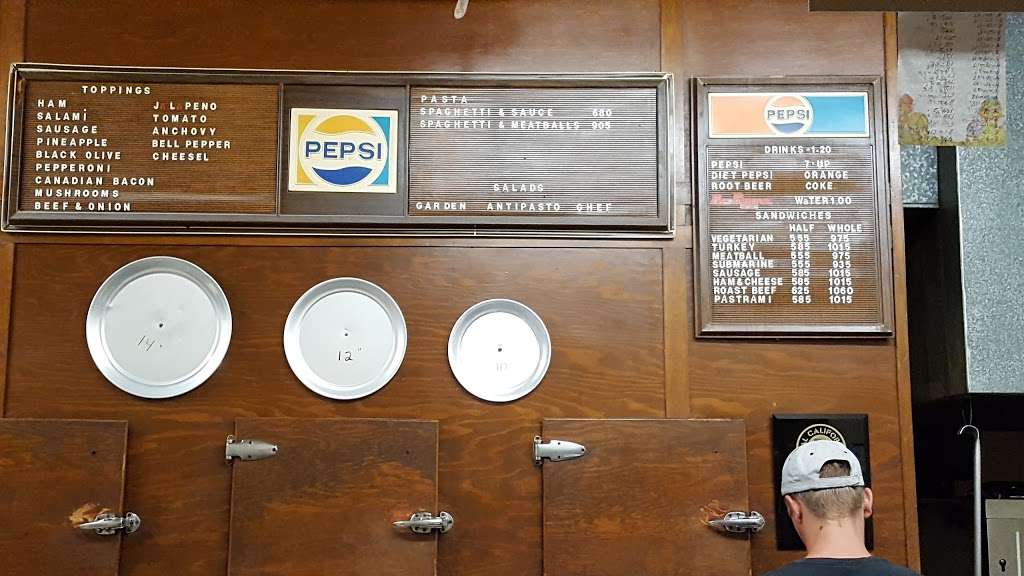 TOPPINGS
HAM JALAPENO
SALAMi TOMATO
SAUSAGE ANCHOVY
PINEAPPLE BELL PEPPER
BLACK OLIVE CHEESEL
PEPPERONI
CANADIAN BACON
MUSHROOMS
BEEF & ONION
PEPSI
PASTA
SPAGHETTI & SAUCE 680
SPAGHETTI & MEATBALLS 905
SALADS
GARDEN ANTIPASTO CHEF
PEPSI
DRINKS-1.20
PEPSI 7-UP
DIET PEPSI ORANGE
ROOT BEER COKE
WaTER 1.00
SANDWICHES
HALF WHOLE
VEGETARIAN 555 975
TURKEY 585 1015
MEATBALL 555 975
SUBMARINE 555 935
SAUSAGE 585 1015
HAM & CHEESE 585 1015
ROAST BEEF 625 1060
PASTRAMI 585 1015
14"
12"
10